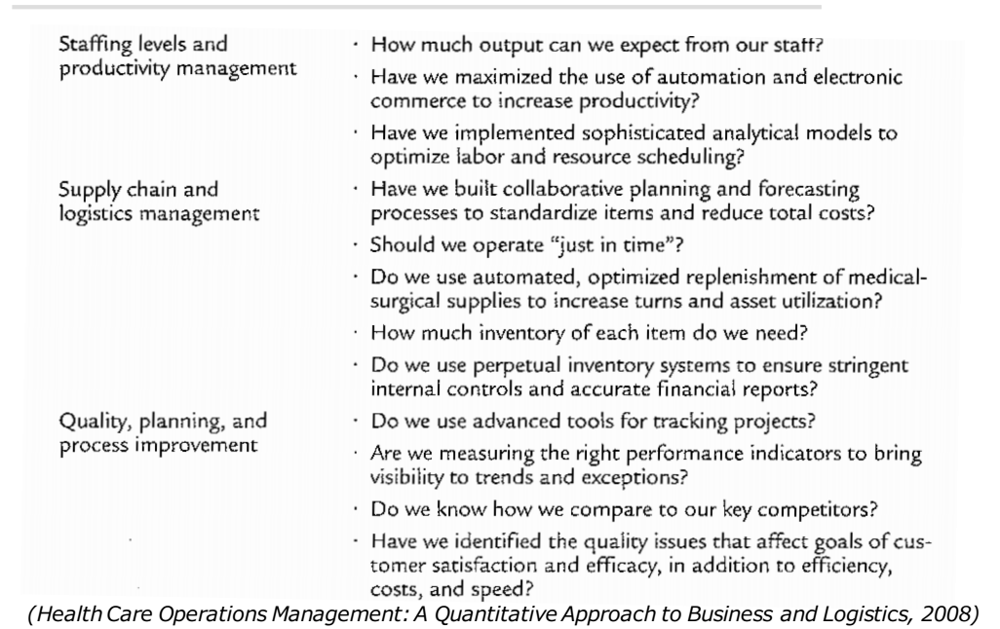 Staffing levels and
productivity management
· How much output can we expect from our staff?
· Have we maximized the use of automation and electronic
commerce to increase productivity?
· Have we implemented sophisticated analytical models to
optimize labor and resource scheduling?
Supply chain and
logistics management
· Have we built collaborative planning and forecasting
processes to standardize items and reduce total costs?
· Should we operate “just in time”?
· Do we use automated, optimized replenishment of medical-
surgical supplies to increase turns and asset utilization?
· How much inventory of each item do we need?
· Do we use perpetual inventory systems to ensure stringent
internal controls and accurate financial reports?
Quality, planning, and
process improvement
· Do we use advanced tools for tracking projects?
· Are we measuring the right performance indicators to bring
visibility to trends and exceptions?
· Do we know how we compare to our key competitors?
· Have we identified the quality issues that affect goals of cus-
tomer satisfaction and efficacy, in addition to efficiency,
costs, and speed?
(Health Care Operations Management: A Quantitative Approach to Business and Logistics, 2008)